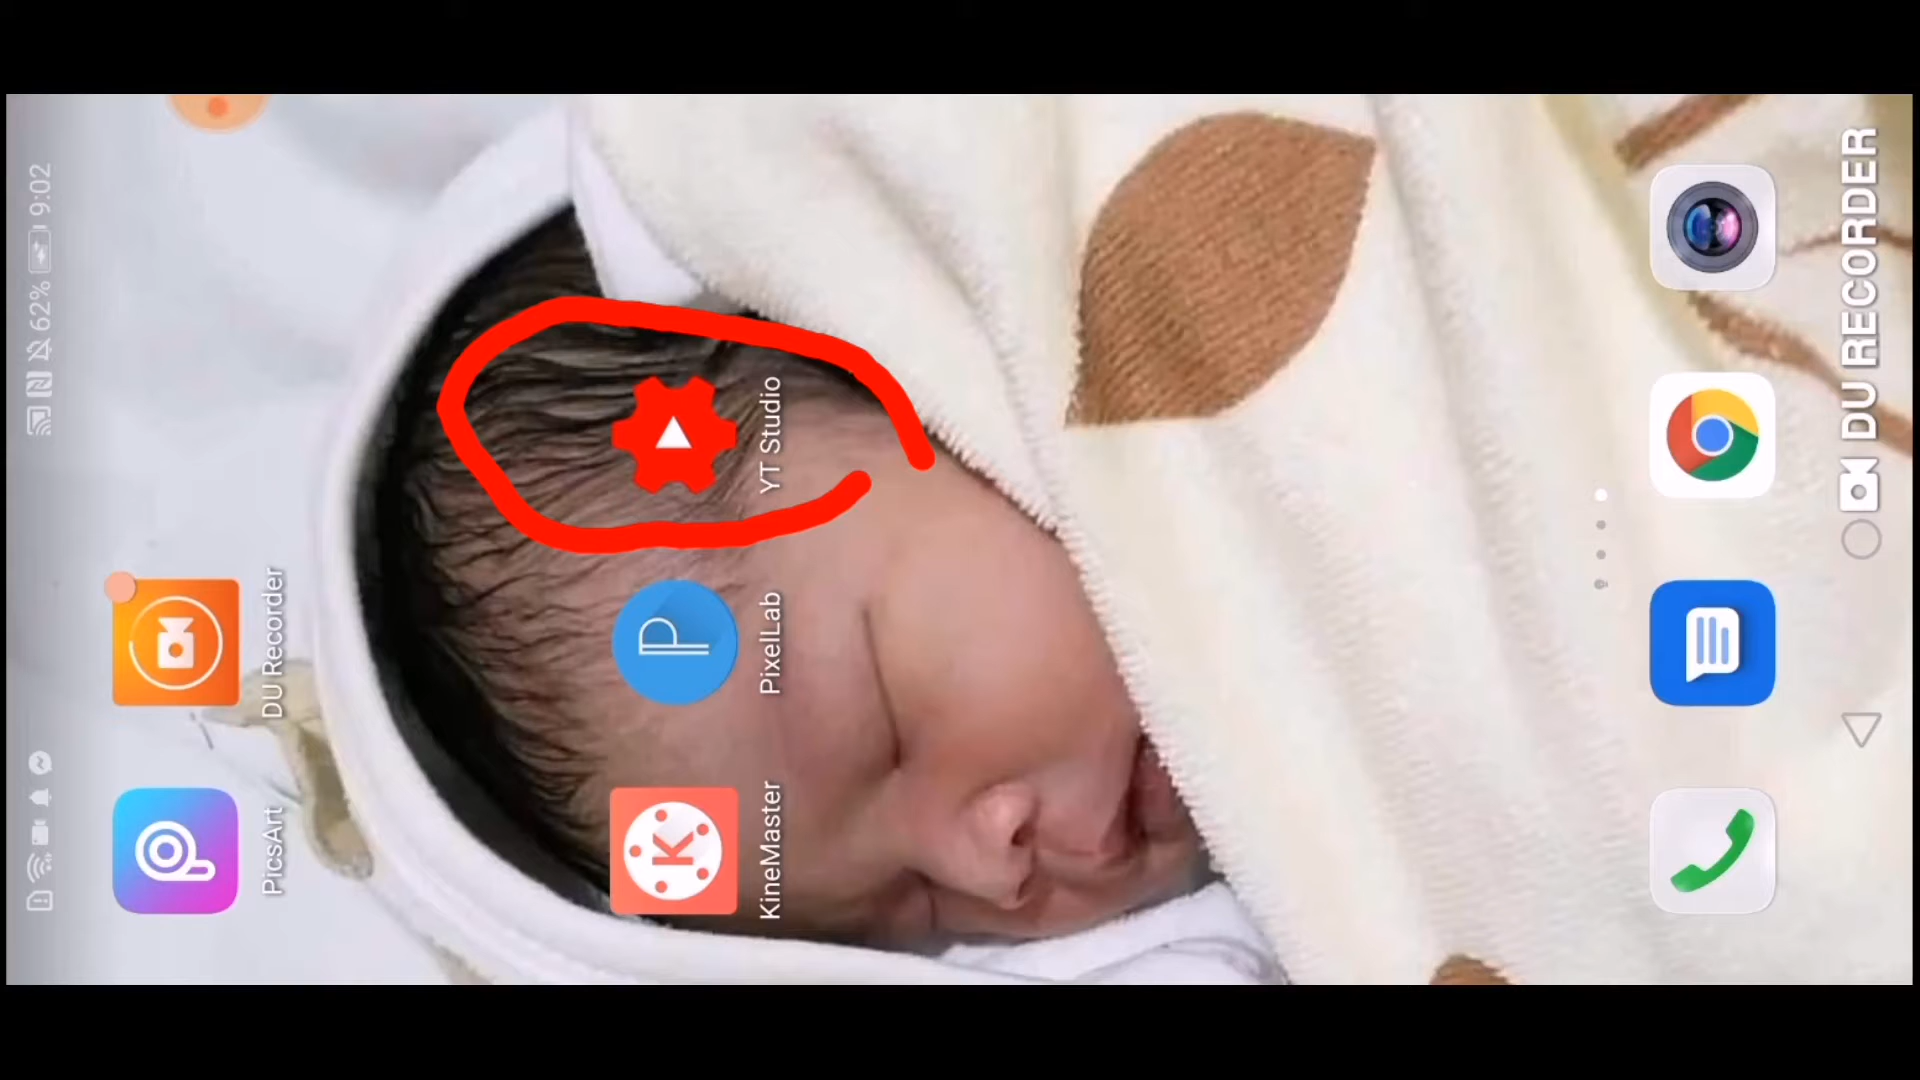 62% 9:02
PicsArt
DU Recorder
KineMaster
PixelLab
YT Studio
DU RECORDER